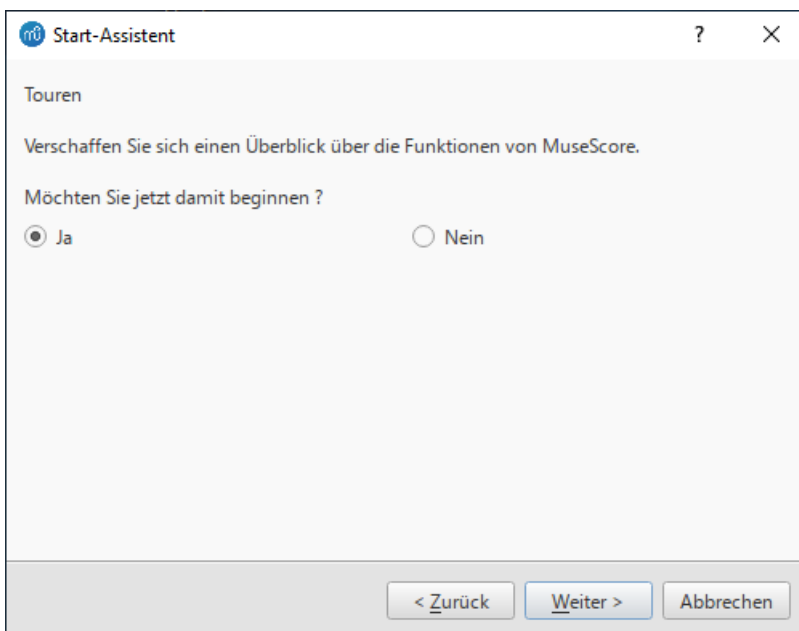 Start-Assistent ?
Touren
Verschaffen Sie sich einen Überblick über die Funktionen von MuseScore.
Möchten Sie jetzt damit beginnen ?
Ja Nein
< Zurück Weiter > Abbrechen